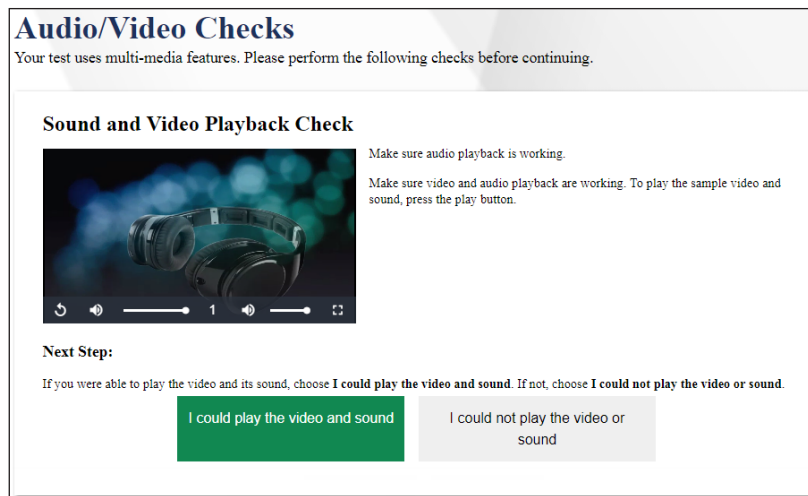 Audio/Video Checks
Your test uses multi-media features. Please perform the following checks before continuing.
Sound and Video Playback Check
Make sure audio playback is working.
Make sure video and audio playback are working. To play the sample video and
sound, press the play button.
1
Next Step:
If you were able to play the video and its sound, choose I could play the video and sound. If not, choose I could not play the video or sound.
I could play the video and sound
I could not play the video or
sound